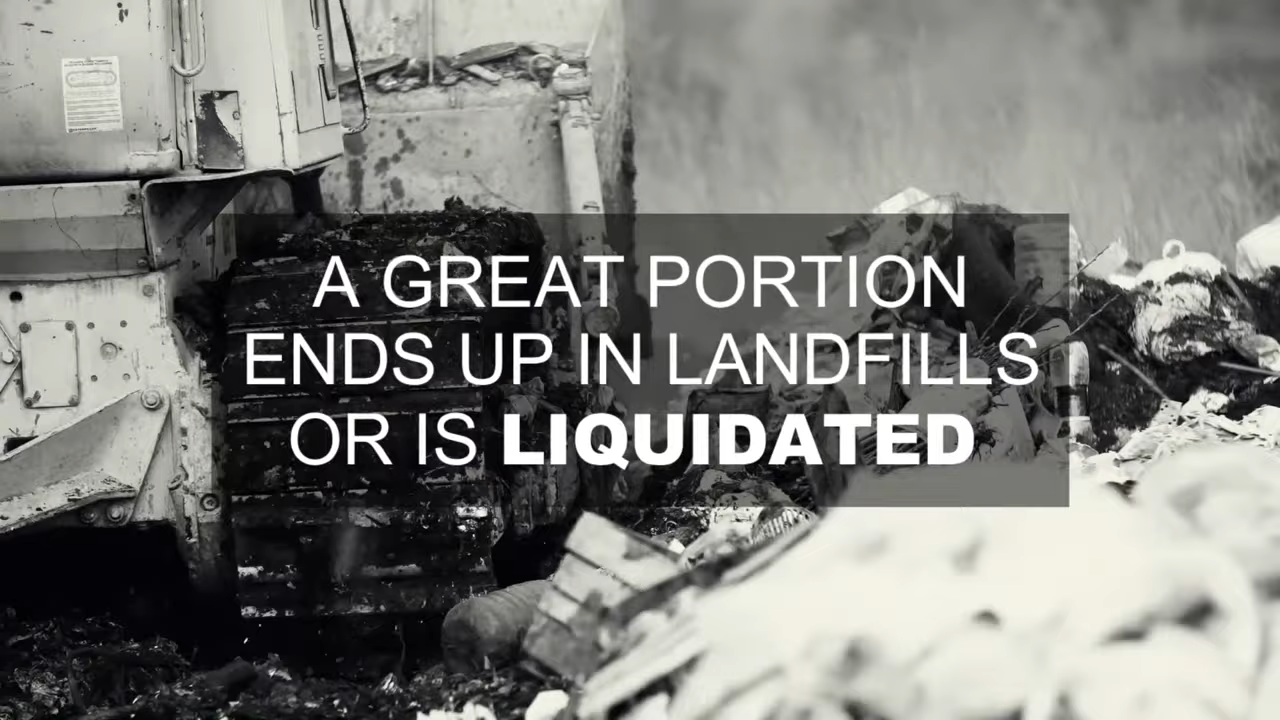 A GREAT PORTION
ENDS UP IN LANDFILLS
OR IS LIQUIDATED